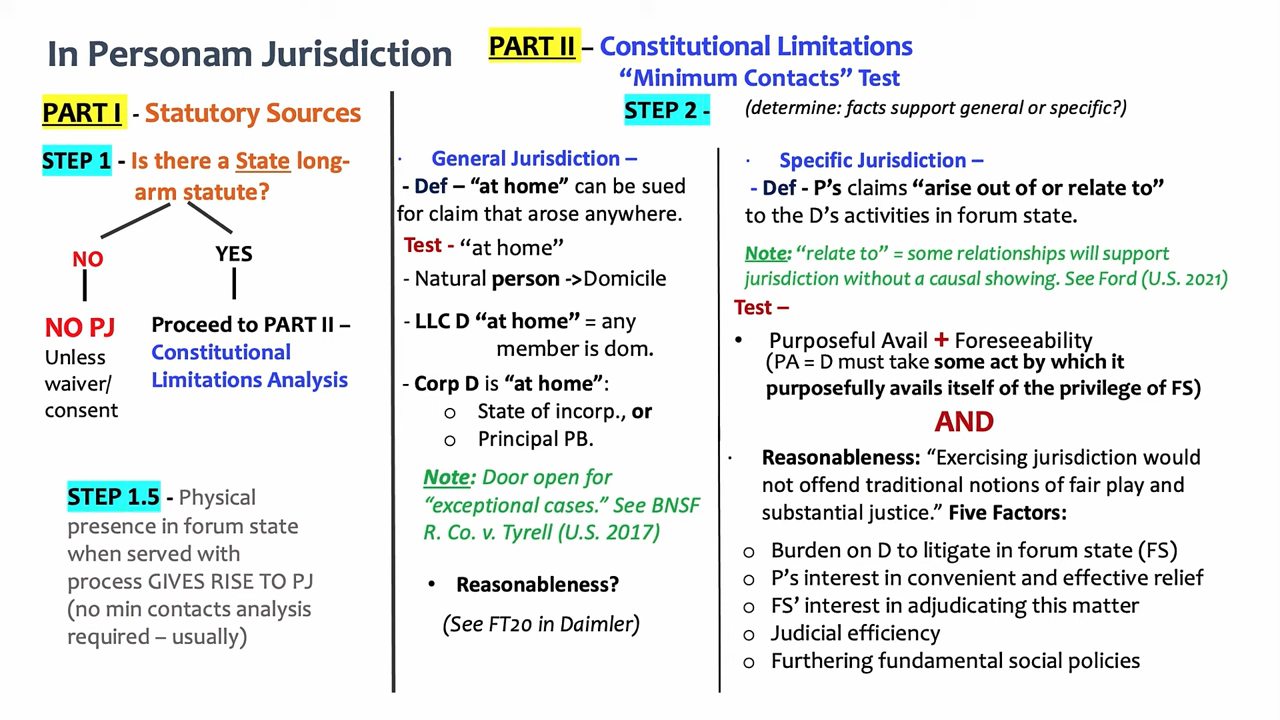 In Personam Jurisdiction
PART I - Statutory Sources
STEP 1 - Is there a State long-
arm statute?
NO
YES
NO PJ
Unless
waiver/
consent
Proceed to PART II –
Constitutional
Limitations Analysis
STEP 1.5 - Physical
presence in forum state
when served with
process GIVES RISE TO PJ
(no min contacts analysis
required – usually)
PART II – Constitutional Limitations
“Minimum Contacts” Test
STEP 2 - (determine: facts support general or specific?)
· General Jurisdiction –
- Def – “at home” can be sued
for claim that arose anywhere.
Test - “at home”
- Natural person ->Domicile
- LLC D “at home” = any
member is dom.
- Corp D is “at home”:
o State of incorp., or
o Principal PB.
Note: Door open for
“exceptional cases.” See BNSF
R. Co. v. Tyrell (U.S. 2017)
• Reasonableness?
(See FT20 in Daimler)
· Specific Jurisdiction –
- Def - P’s claims “arise out of or relate to”
to the D’s activities in forum state.
Note: “relate to” = some relationships will support
jurisdiction without a causal showing. See Ford (U.S. 2021)
Test –
• Purposeful Avail + Foreseeability
(PA = D must take some act by which it
purposefully avails itself of the privilege of FS)
AND
· Reasonableness: “Exercising jurisdiction would
not offend traditional notions of fair play and
substantial justice.” Five Factors:
o Burden on D to litigate in forum state (FS)
o P’s interest in convenient and effective relief
o FS’ interest in adjudicating this matter
o Judicial efficiency
o Furthering fundamental social policies